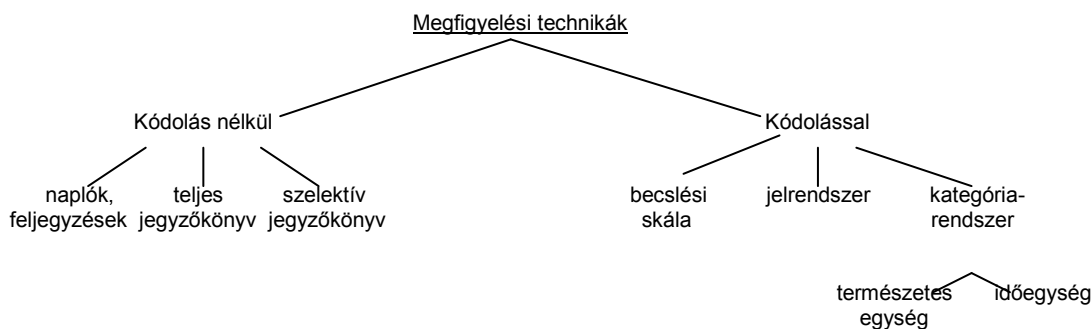 Megfigyelési technikák
Kódolás nélkül
Kódolással
naplók,
feljegyzések
teljes
jegyzőkönyv
szelektív
jegyzőkönyv
becslési
skála
jelrendszer
kategória-
rendszer
természetes
egység
időegység